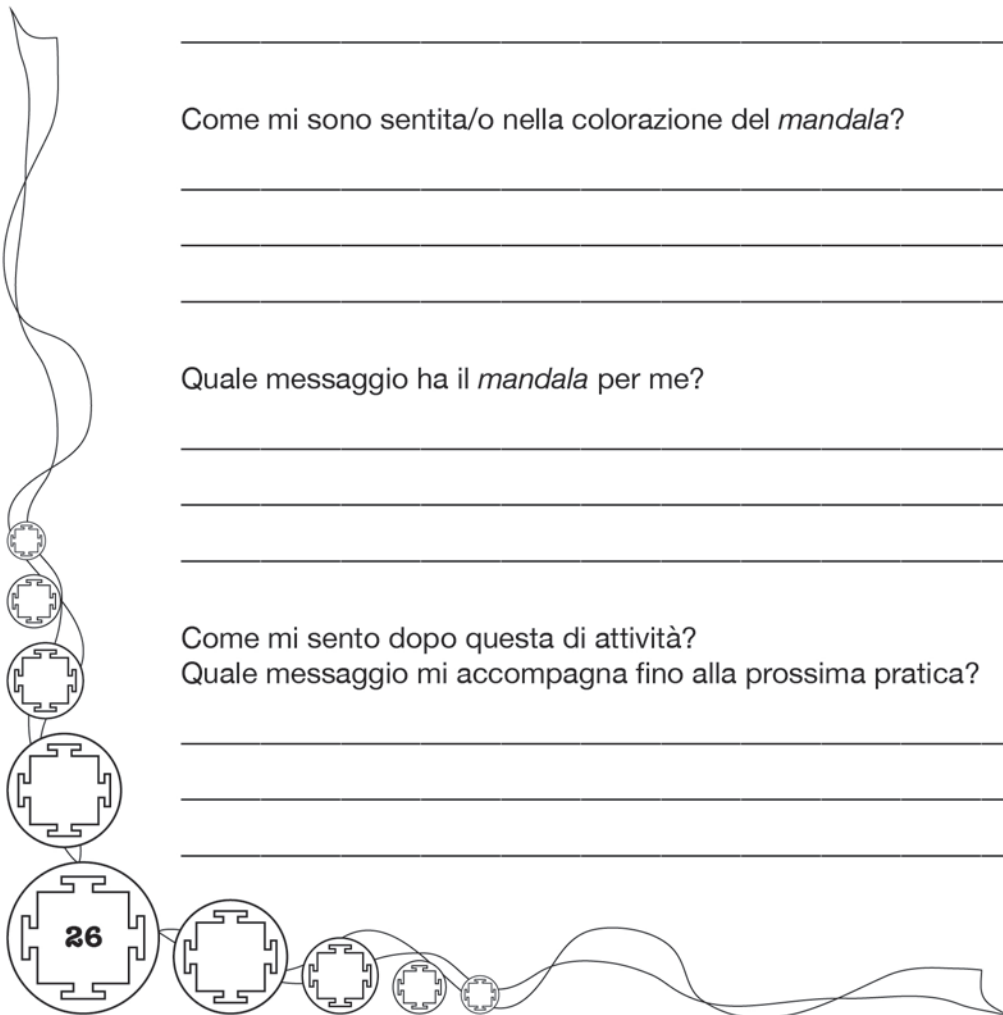 Come mi sono sentita/o nella colorazione del mandala?
Quale messaggio ha il mandala per me?
Come mi sento dopo questa di attività?
Quale messaggio mi accompagna fino alla prossima pratica?
26